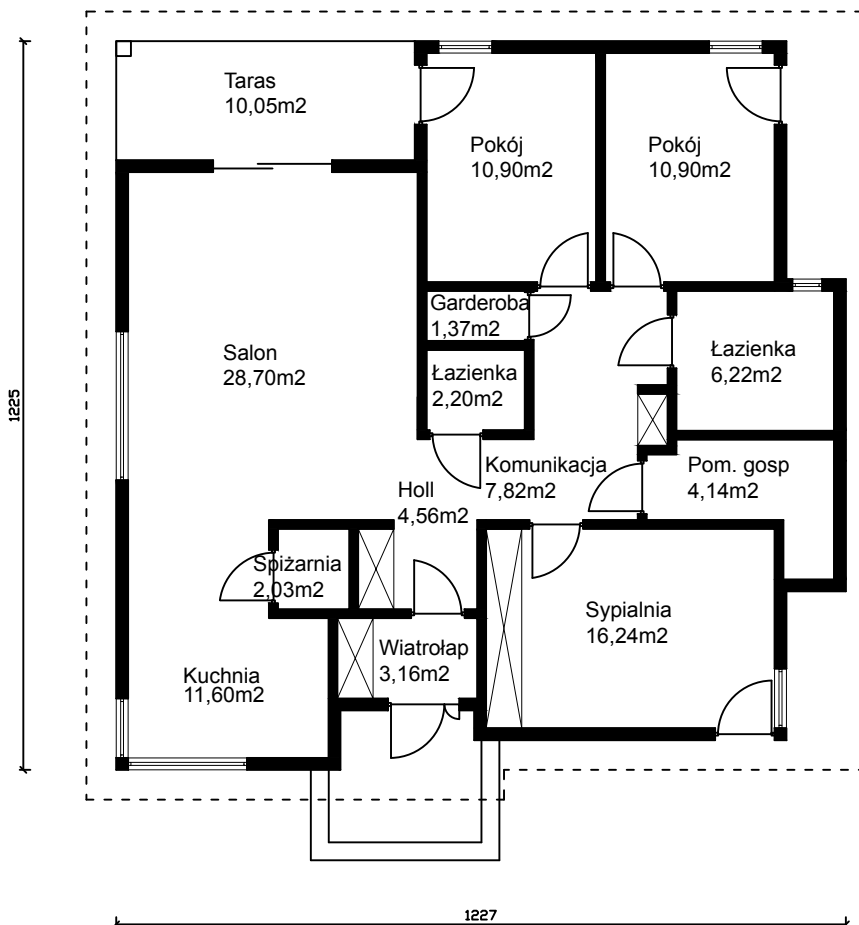 Taras
10,05m2
Pokój
10,90m2
Pokój
10,90m2
Garderoba
1,37m2
Salon
28,70m2
Łazienka
2,20m2
Łazienka
6,22m2
1225
Komunikacja
7,82m2
Pom. gosp
4,14m2
Holl
4,56m2
Spiżarnia
2,03m2
Sypialnia
16,24m2
Wiatrołap
3,16m2
Kuchnia
11,60m2
1227